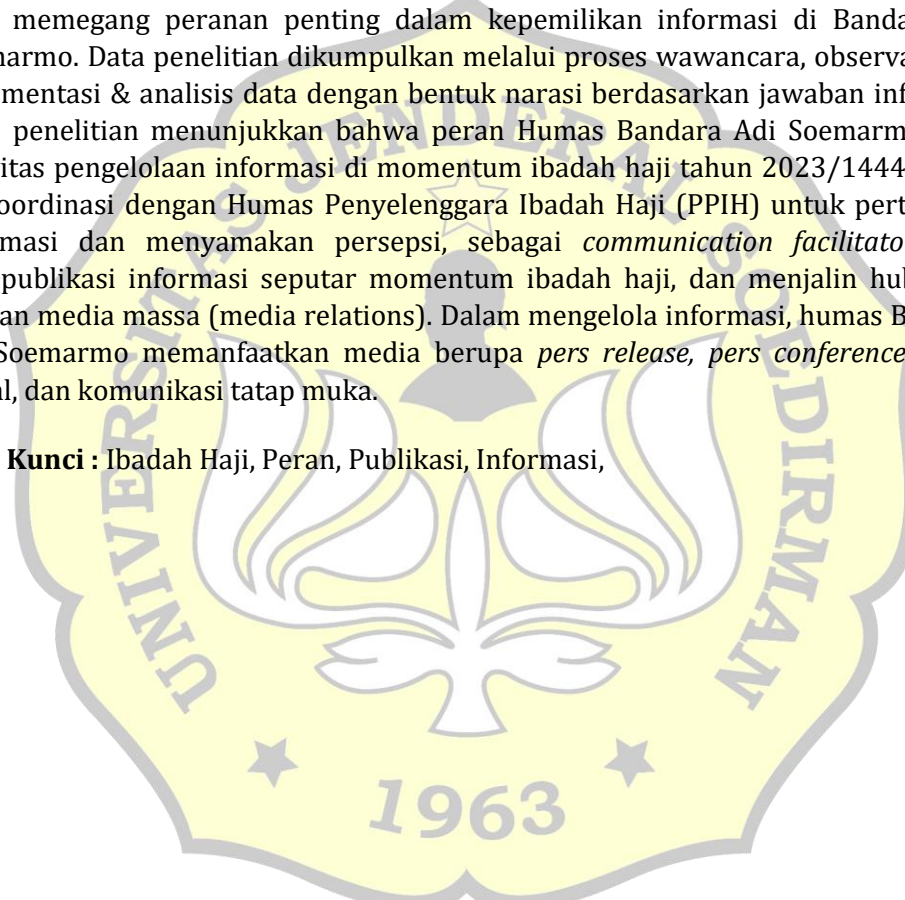 memegang peranan penting dalam kepemilikan informasi di Banda
armo. Data penelitian dikumpulkan melalui proses wawancara, observa
mentasi & analisis data dengan bentuk narasi berdasarkan jawaban inf
penelitian menunjukkan bahwa peran Humas Bandara Adi Soemarm
itas pengelolaan informasi di momentum ibadah haji tahun 2023/1444
oordinasi dengan Humas Penyelenggara Ibadah Haji (PPIH) untuk pert
masi dan menyamakan persepsi, sebagai communication facilitato
publikasi informasi seputar momentum ibadah haji, dan menjalin hu
an media massa (media relations). Dalam mengelola informasi, humas B
Soemarmo memanfaatkan media berupa pers release, pers conference
l, dan komunikasi tatap muka.
Kunci : Ibadah Haji, Peran, Publikasi, Informasi,
UNIVERSITAS JENDERAL SOEDIRMAN
1963